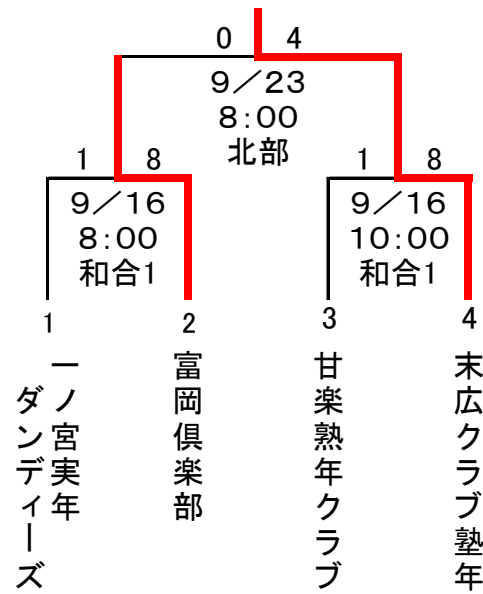 0 4
9／23
8:00
北部
1 8
9／16
8:00
和合1
1 8
9／16
10:00
和合1
1
2
3
4
一ノ宮実年
ダンディーズ
富岡倶楽部
甘楽熟年クラブ
末広クラブ塾年